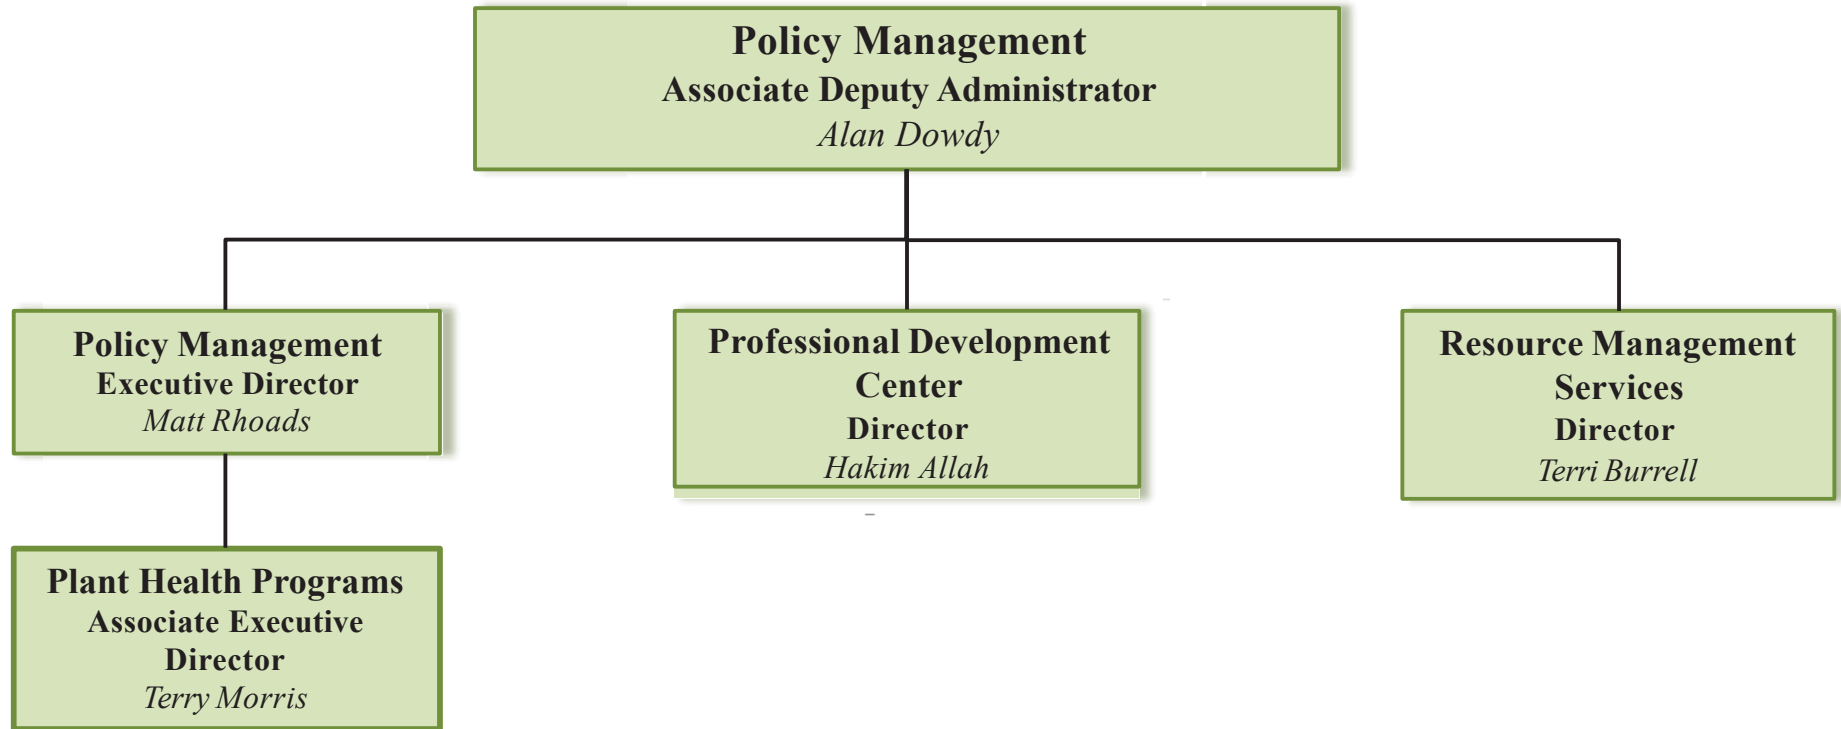 Policy Management
Associate Deputy Administrator
Alan Dowdy
Policy Management
Executive Director
Matt Rhoads
Professional Development
Center
Director
Hakim Allah
Resource Management
Services
Director
Terri Burrell
Plant Health Programs
Associate Executive
Director
Terry Morris